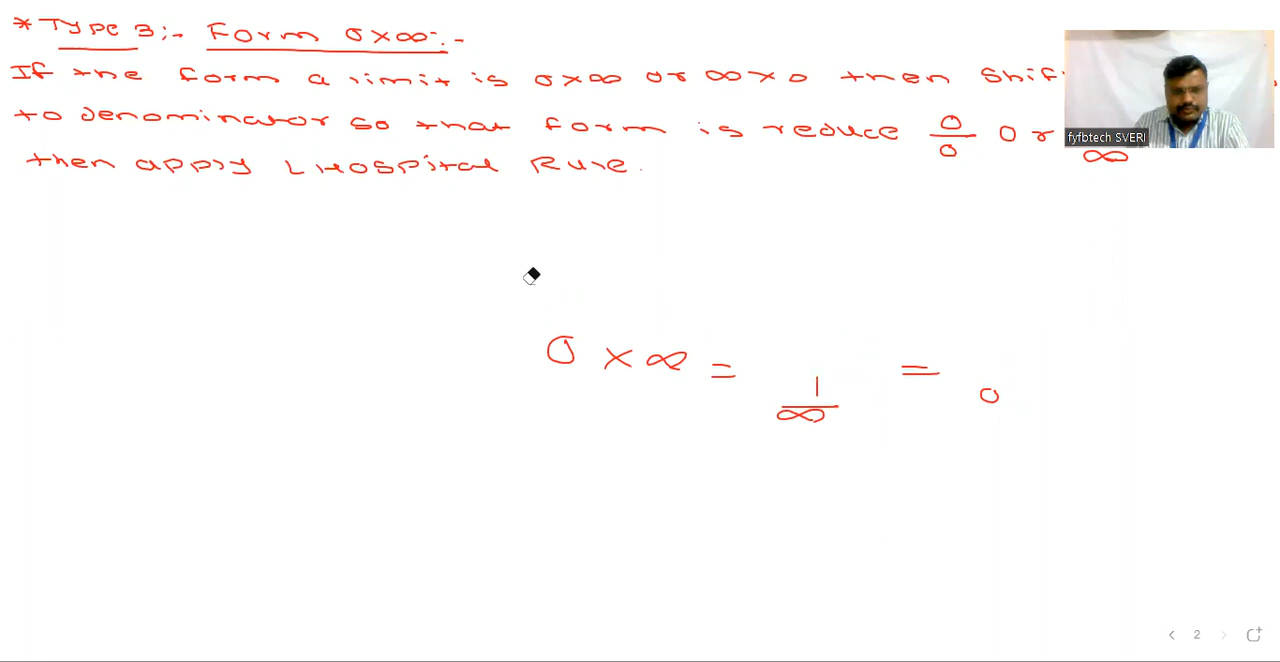 * TYPE 3:- Form 0×∞:-
If the form a limit is 0×∞ or ∞×0 then Shif
to Denominator so that form is reduce 0/0 or /∞
fyfbtech SVERI
then apply LHospital Rule.
0 × ∞ = 1/∞ = 0
2